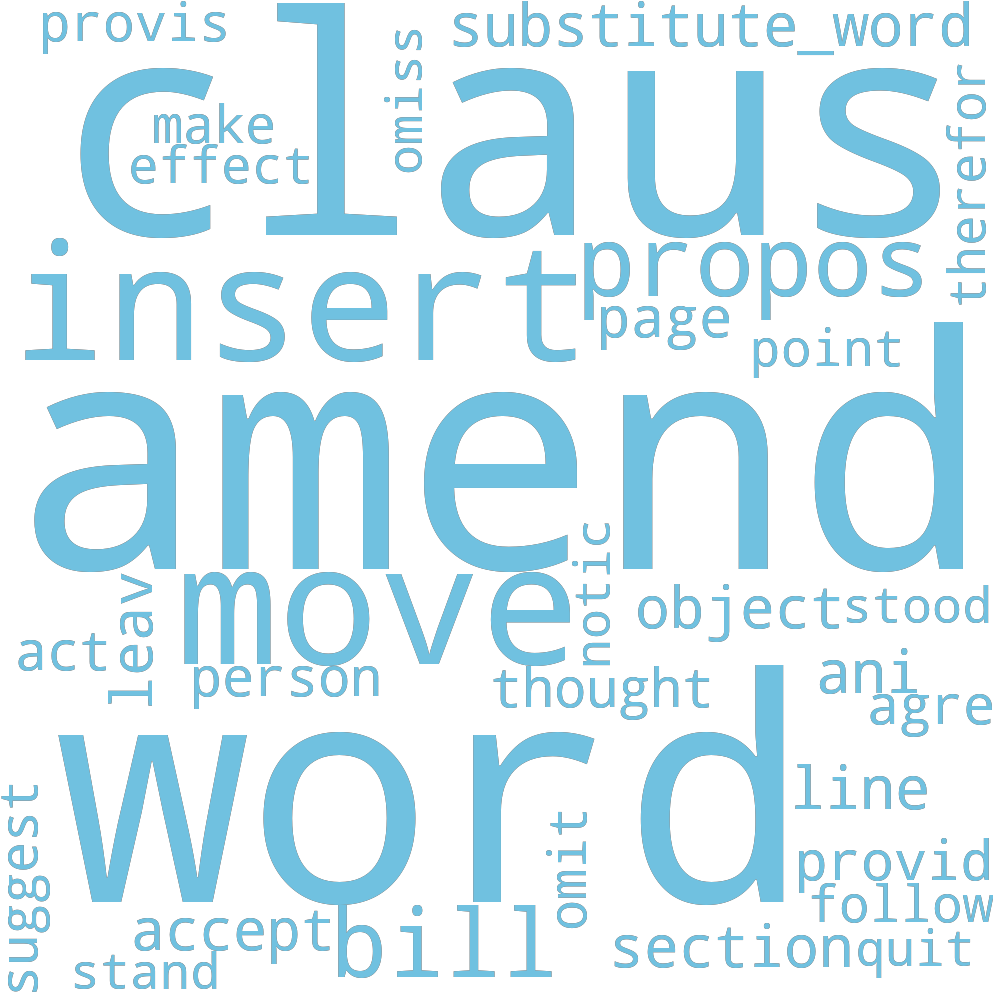 provis
substitute_word
claus
omiss
therefor
make
effect
insert
propos
page
point
amend
notic
move
leav
object
stood
act
person
thought
ani
agre
word
line
suggest
omit
provid
follow
accept
bill
section
quit
stand